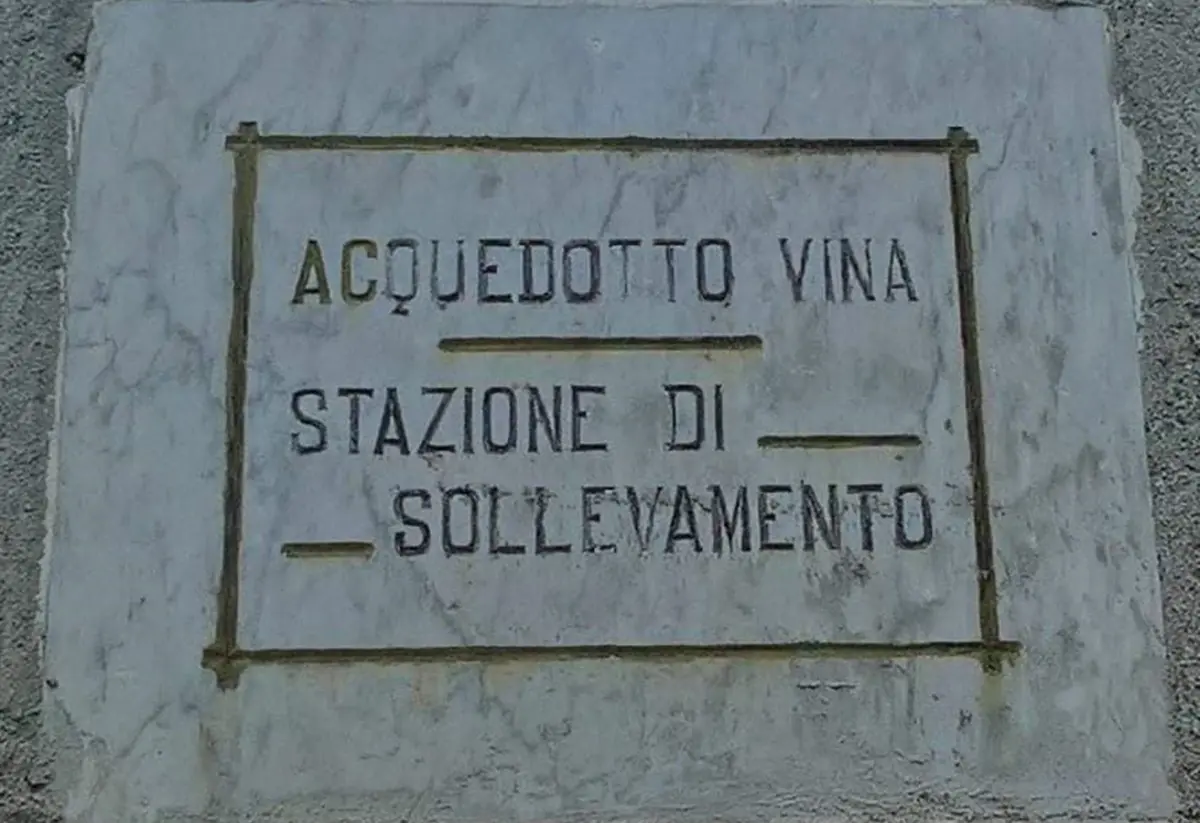 ACQUEDOTTO VINA
STAZIONE DI
SOLLEVAMENTO